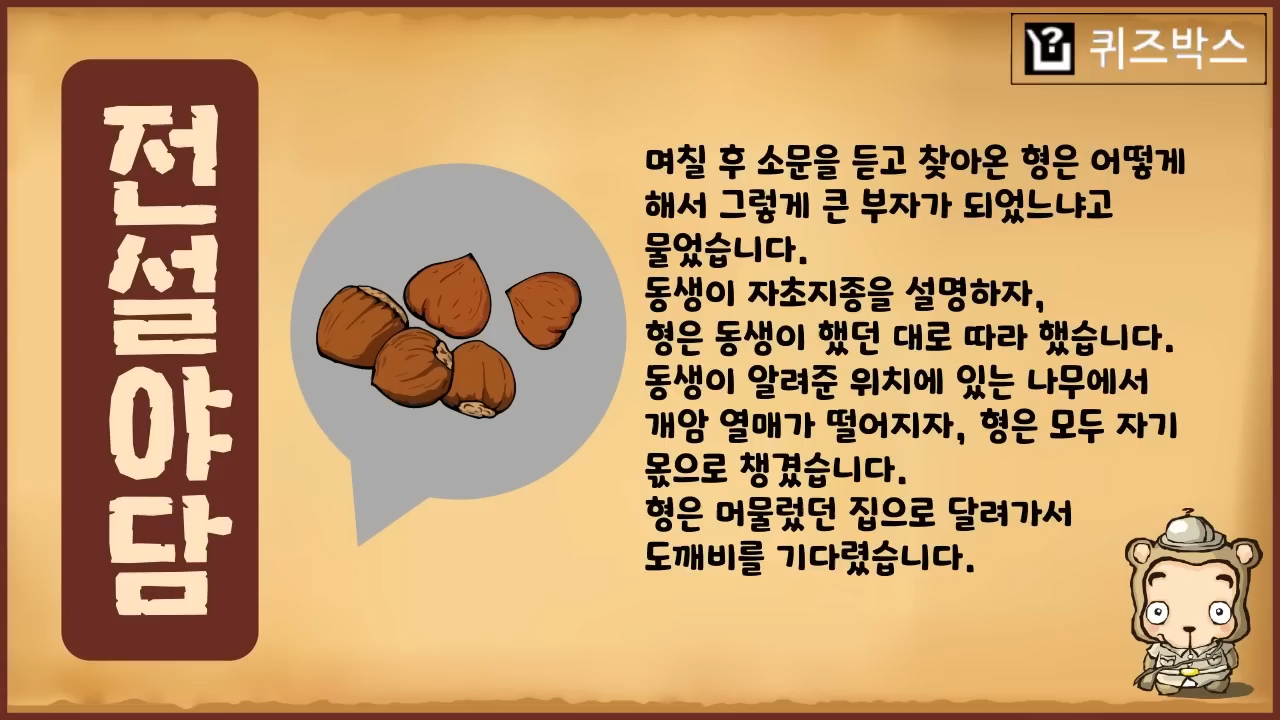 퀴즈박스
전설야담
며칠 후 소문을 듣고 찾아온 형은 어떻게
해서 그렇게 큰 부자가 되었느냐고
물었습니다.
동생이 자초지종을 설명하자,
형은 동생이 했던 대로 따라 했습니다.
동생이 알려준 위치에 있는 나무에서
개암 열매가 떨어지자, 형은 모두 자기
몫으로 챙겼습니다.
형은 머물렀던 집으로 달려가서
도깨비를 기다렸습니다.